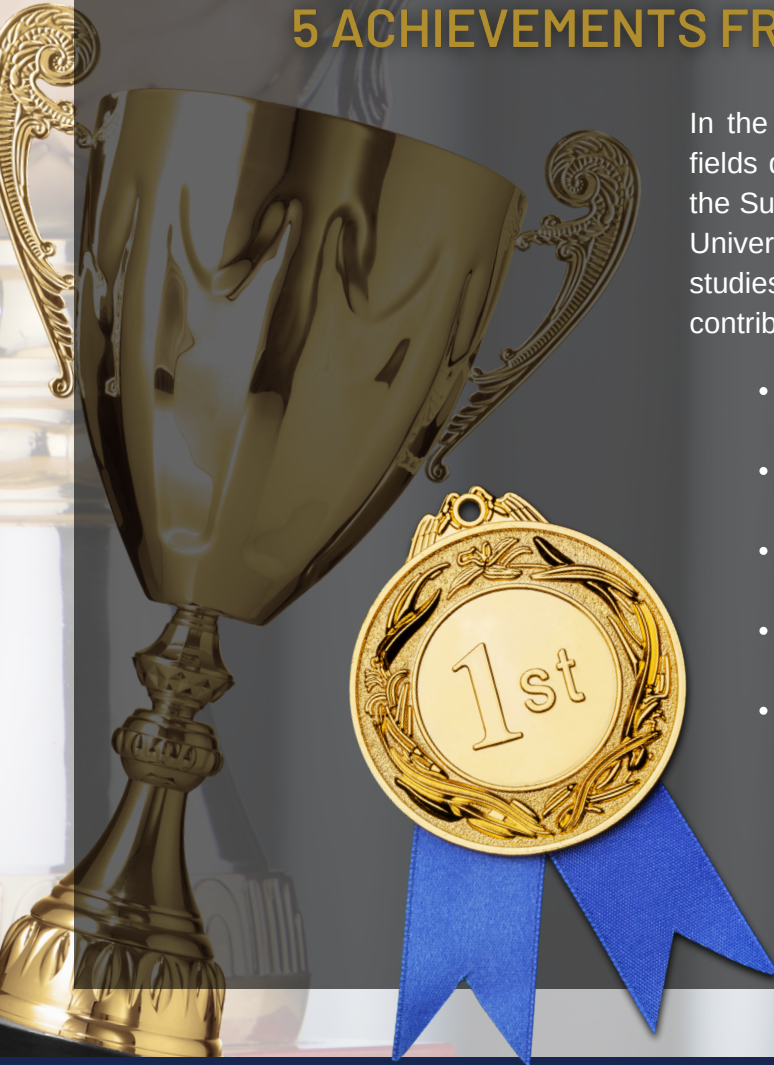 5 ACHIEVEMENTS FR
In the
fields
the Su
Univer
studies
contrib
1st